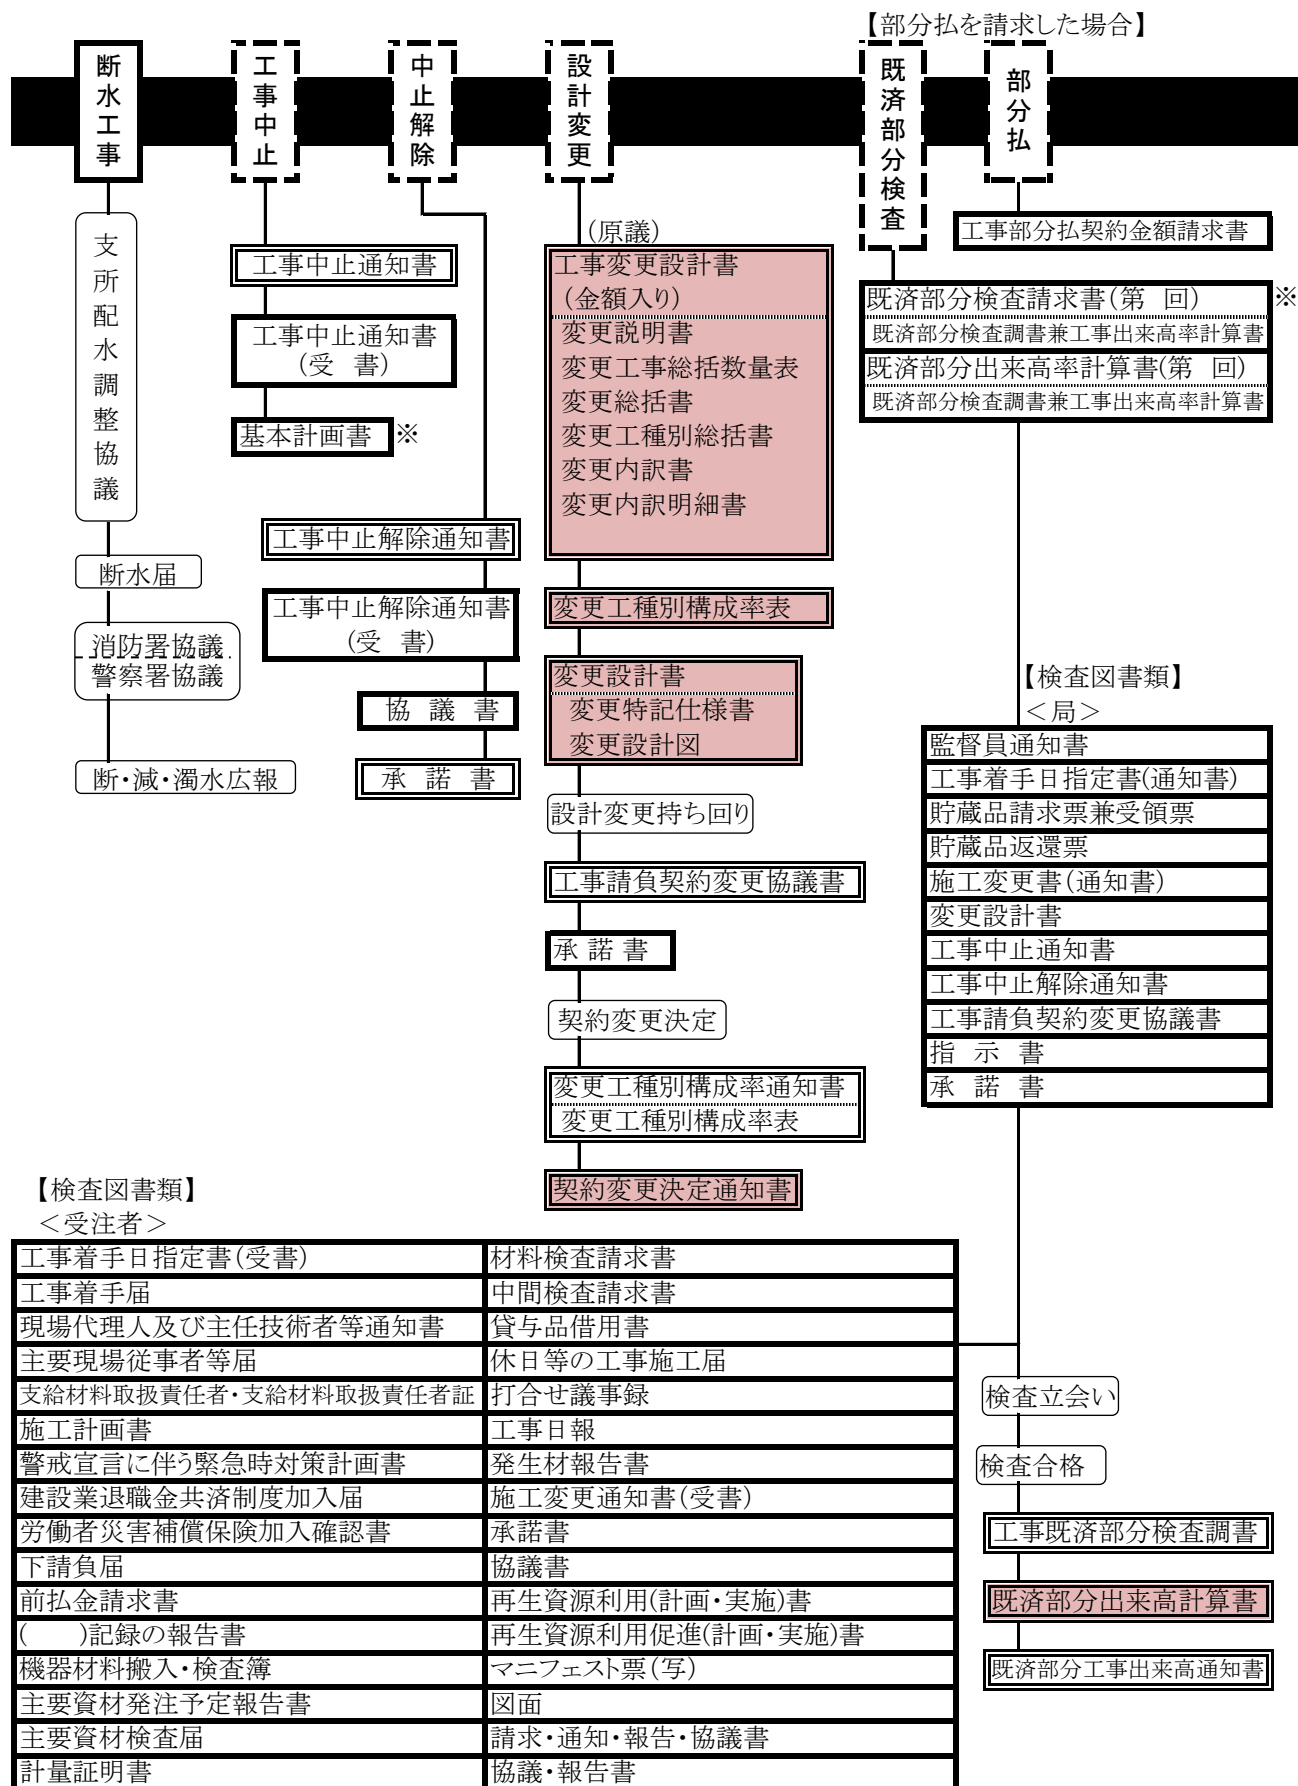 【部分払を請求した場合】
断水工事
工事中止
中止解除
設計変更
既済部分検査
部分払
支所配水調整協議
断水届
消防署協議
警察署協議
断・減・濁水広報
工事中止通知書
工事中止通知書
(受　書)
基本計画書 ※
工事中止解除通知書
工事中止解除通知書
(受　書)
協　議　書
承　諾　書
(原議)
工事変更設計書
(金額入り)
変更説明書
変更工事総括数量表
変更総括書
変更工種別総括書
変更内訳書
変更内訳明細書
変更工種別構成率表
変更設計書
変更特記仕様書
変更設計図
設計変更持ち回り
工事請負契約変更協議書
承 諾 書
契約変更決定
変更工種別構成率通知書
変更工種別構成率表
契約変更決定通知書
工事部分払契約金額請求書
既済部分検査請求書(第　回) ※
既済部分検査調書兼工事出来高率計算書
既済部分出来高率計算書(第　回)
既済部分検査調書兼工事出来高率計算書
【検査図書類】
＜局＞
監督員通知書
工事着手日指定書(通知書)
貯蔵品請求票兼受領票
貯蔵品返還票
施工変更書(通知書)
変更設計書
工事中止通知書
工事中止解除通知書
工事請負契約変更協議書
指　示　書
承　諾　書
【検査図書類】
＜受注者＞
工事着手日指定書(受書)
工事着手届
現場代理人及び主任技術者等通知書
主要現場従事者等届
支給材料取扱責任者・支給材料取扱責任者証
施工計画書
警戒宣言に伴う緊急時対策計画書
建設業退職金共済制度加入届
労働者災害補償保険加入確認書
下請負届
前払金請求書
(　　)記録の報告書
機器材料搬入・検査簿
主要資材発注予定報告書
主要資材検査届
計量証明書
材料検査請求書
中間検査請求書
貸与品借用書
休日等の工事施工届
打合せ議事録
工事日報
発生材報告書
施工変更通知書(受書)
承諾書
協議書
再生資源利用(計画・実施)書
再生資源利用促進(計画・実施)書
マニフェスト票(写)
図面
請求・通知・報告・協議書
協議・報告書
検査立会い
検査合格
工事既済部分検査調書
既済部分出来高計算書
既済部分工事出来高通知書